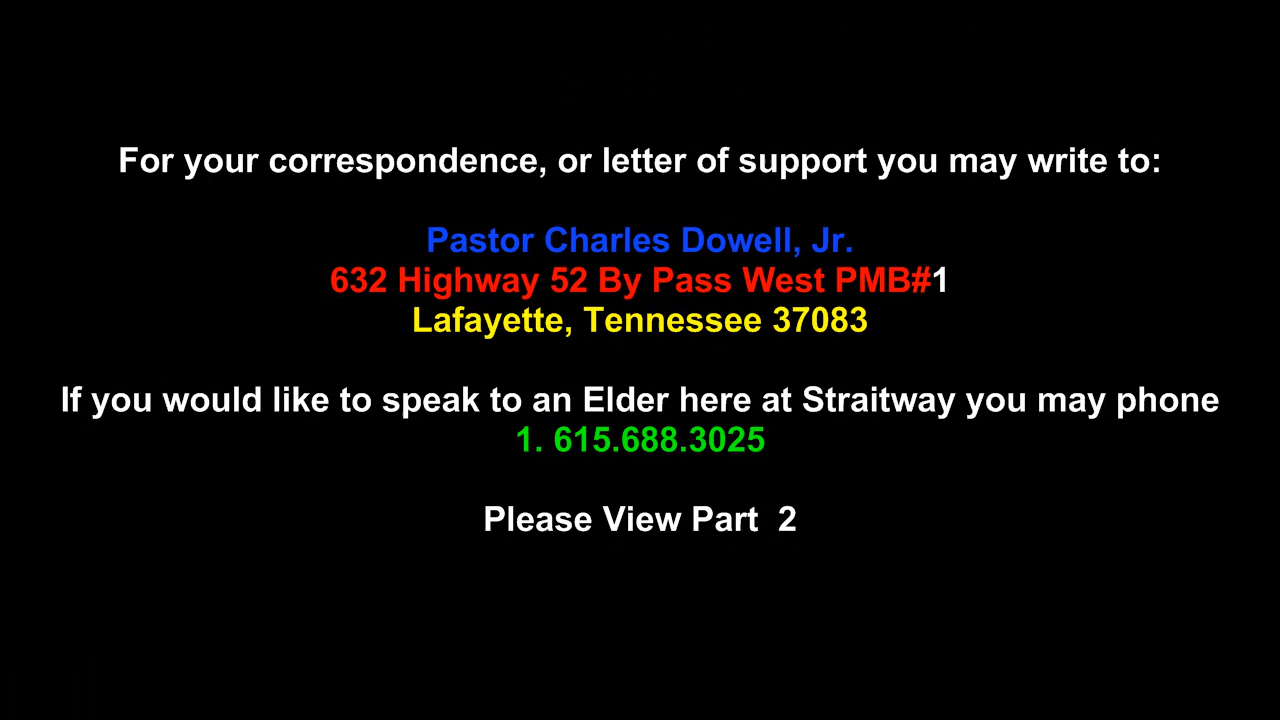 For your correspondence, or letter of support you may write to:
Pastor Charles Dowell, Jr.
632 Highway 52 By Pass West PMB#1
Lafayette, Tennessee 37083
If you would like to speak to an Elder here at Straitway you may phone
1. 615.688.3025
Please View Part  2